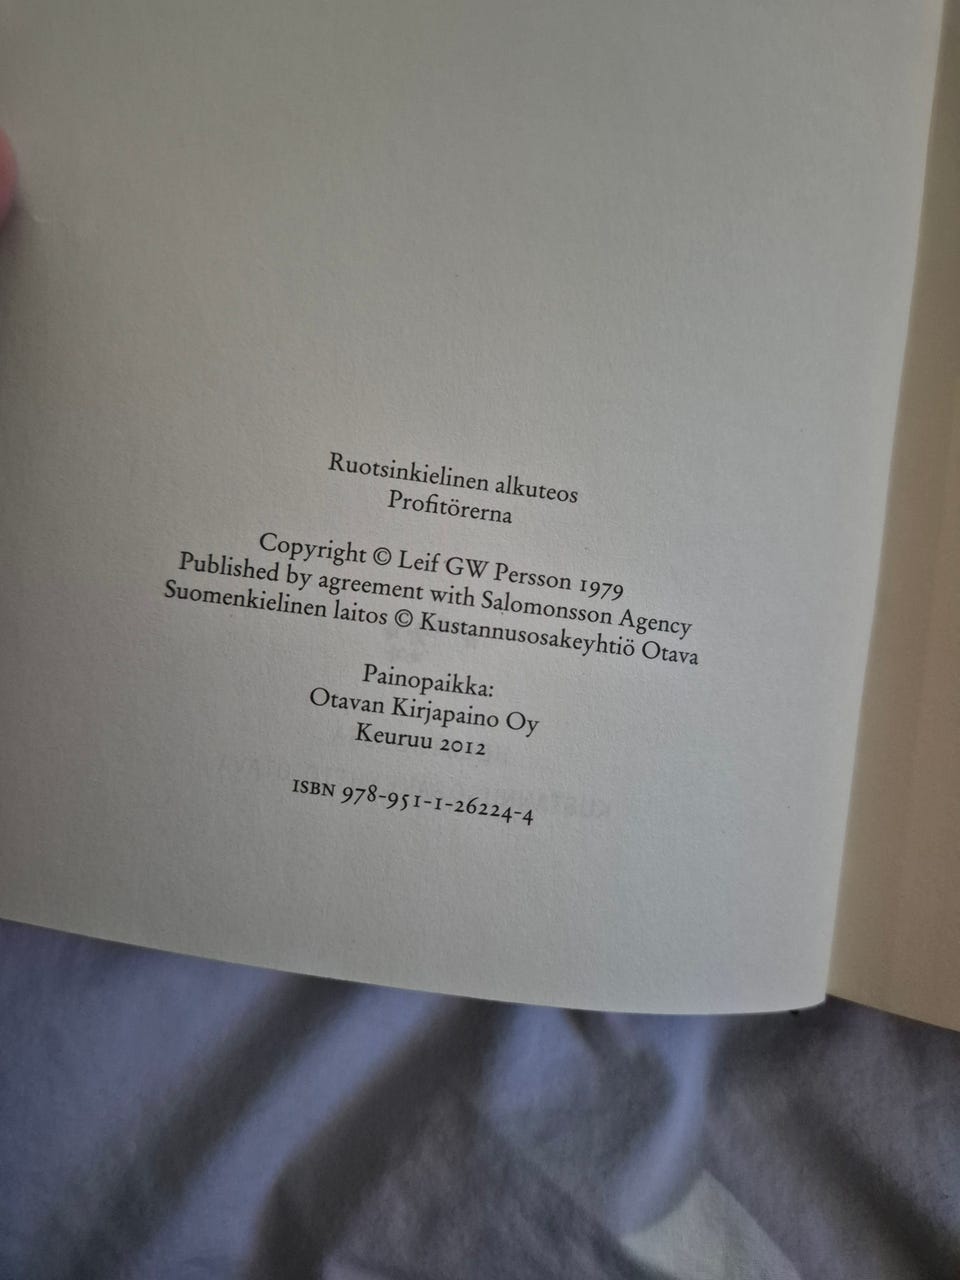 Ruotsinkielinen alkuteos
Profitörerna
Copyright © Leif GW Persson 1979
Published by agreement with Salomonsson Agency
Suomenkielinen laitos © Kustannusosakeyhtiö Otava
Painopaikka:
Otavan Kirjapaino Oy
Keuruu 2012
ISBN 978-951-1-26224-4